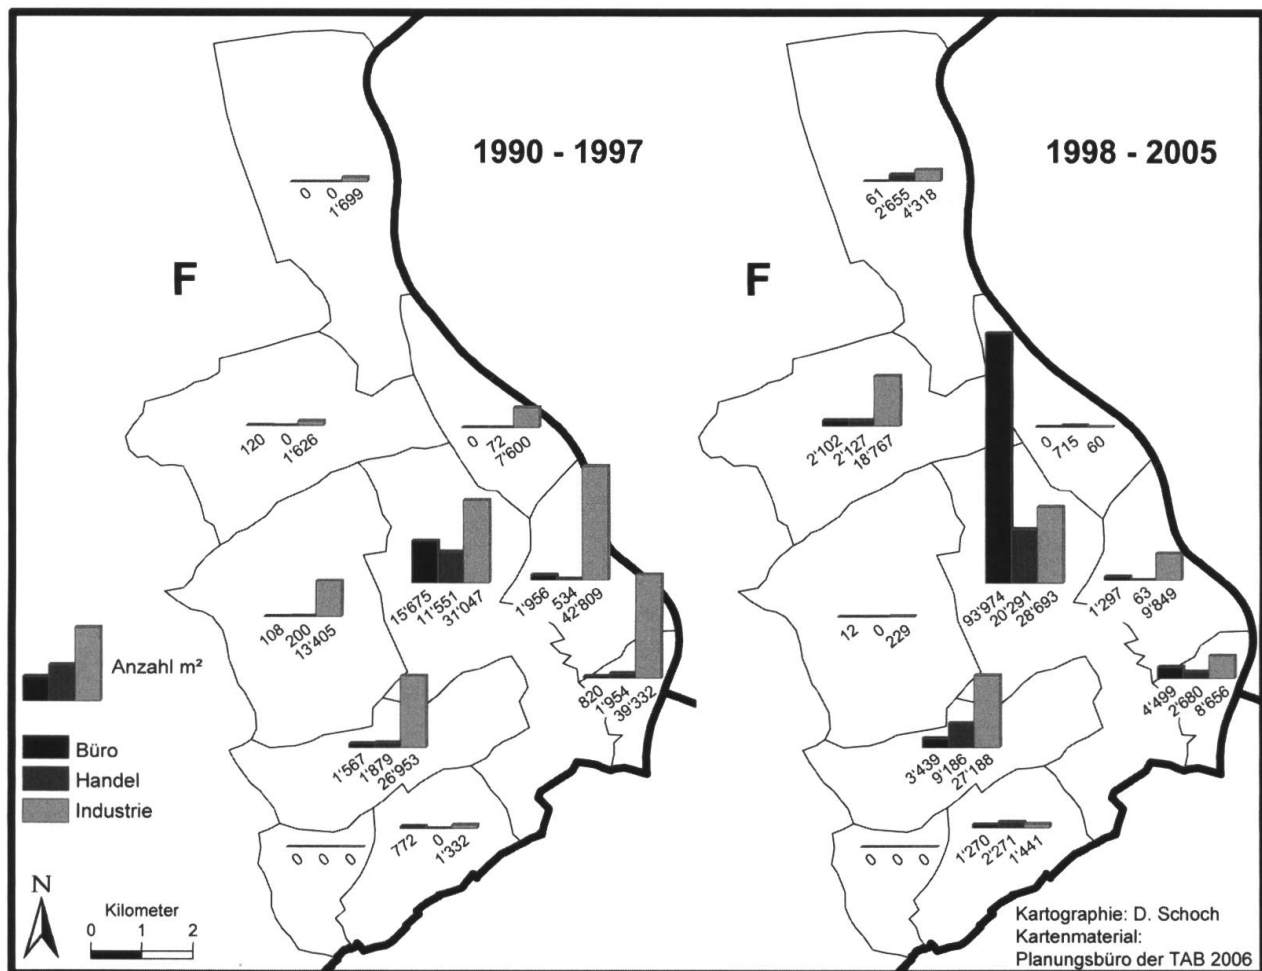 1990 - 1997
0 0 1'699
F
120 0 1'626
0 72 7'600
15'675 11'551 31'047
1'956 534 42'809
108 200 13'405
820 1'954 39'332
1'567 1'879 26'953
772 0 1'332
0 0 0
1998 - 2005
61 2'655 4'318
F
2'102 2'127 18'767
0 715 60
93'974 20'291 28'693
1'297 63 9'849
12 0 229
4'499 2'680 8'656
3'439 9'186 27'188
1'270 2'271 1'441
0 0 0
Anzahl m²
Büro
Handel
Industrie
N
Kilometer
0 1 2
Kartographie: D. Schoch
Kartenmaterial:
Planungsbüro der TAB 2006